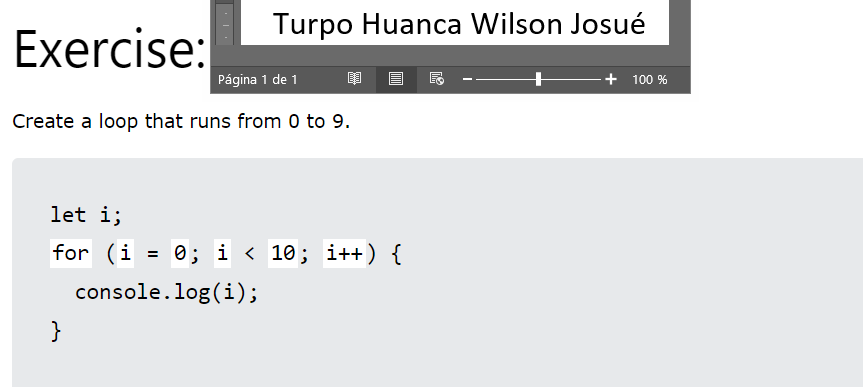 Exercise:
Turpo Huanca Wilson Josué
Página 1 de 1 100 %
Create a loop that runs from 0 to 9.
let i;
for (i = 0; i < 10; i++) {
  console.log(i);
}